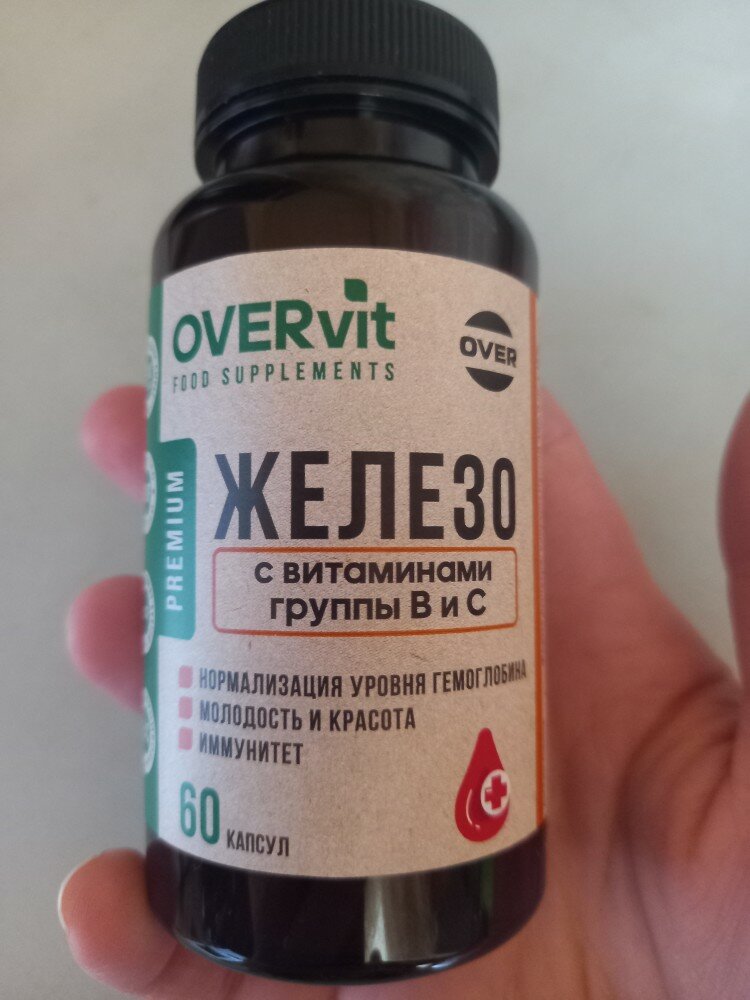 OVERvit
FOOD SUPPLEMENTS
OVER
PREMIUM
ЖЕЛЕЗО
с витаминами
группы В и С
НОРМАЛИЗАЦИЯ УРОВНЯ ГЕМОГЛОБИНА
МОЛОДОСТЬ И КРАСОТА
ИММУНИТЕТ
60 КАПСУЛ